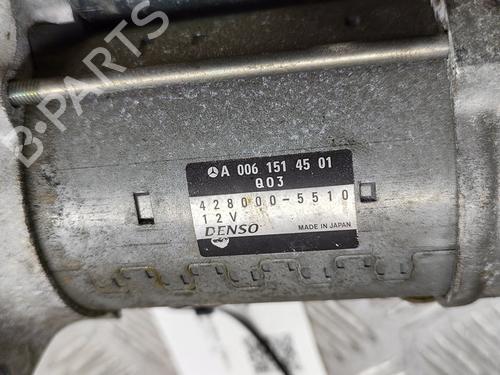 B-PARTS
A 006 151 45 01
Q03
428000-5510
12V
DENSO MADE IN JAPAN